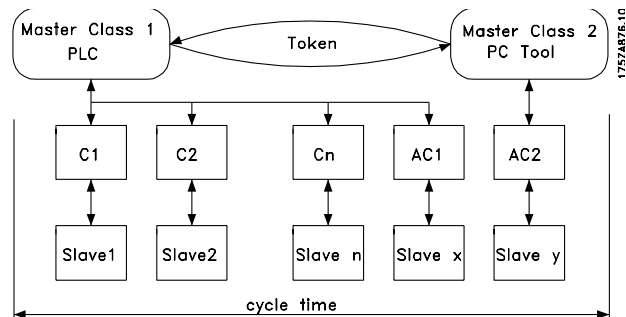 Master Class 1
PLC
Token
Master Class 2
PC Tool
175ZA876.10
C1
C2
Cn
AC1
AC2
Slave1
Slave2
Slave n
Slave x
Slave y
cycle time